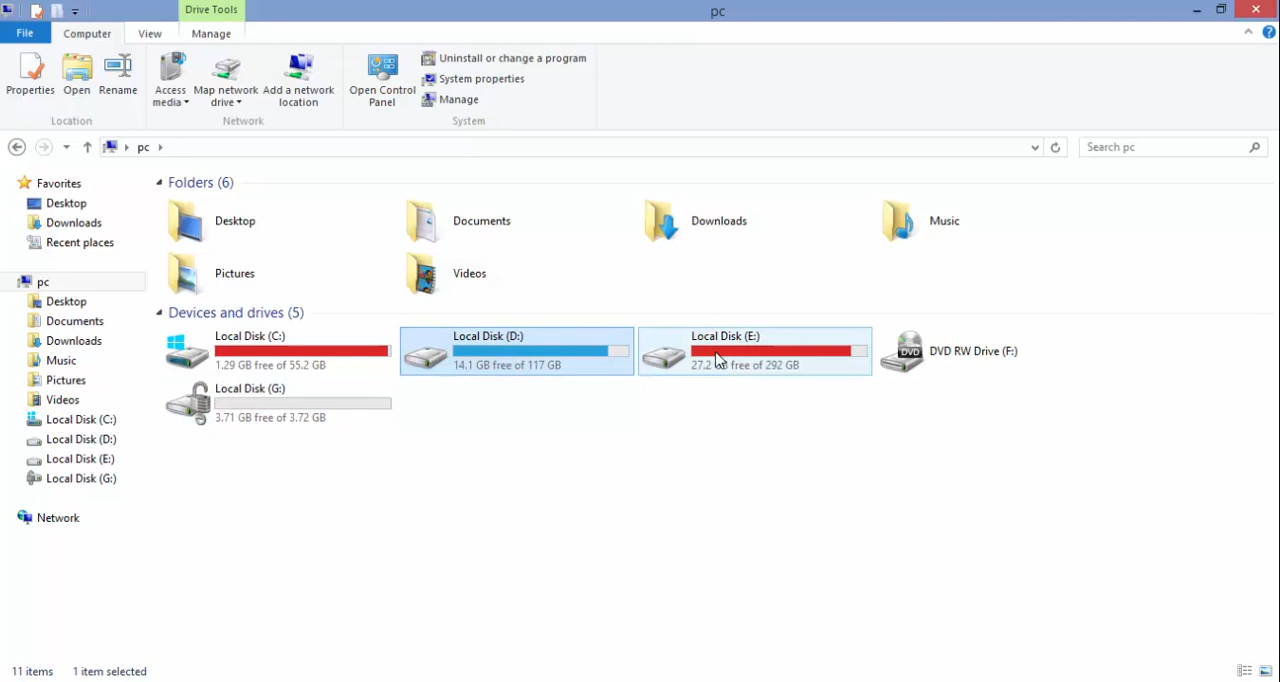 Drive Tools
pc
File
Computer
View
Manage
Properties
Open
Rename
Access media
Map network drive
Add a network location
Open Control Panel
Uninstall or change a program
System properties
Manage
Location
Network
System
pc
Search pc
Favorites
Desktop
Downloads
Recent places
pc
Desktop
Documents
Downloads
Music
Pictures
Videos
Local Disk (C:)
Local Disk (D:)
Local Disk (E:)
Local Disk (G:)
Network
Folders (6)
Desktop
Documents
Downloads
Music
Pictures
Videos
Devices and drives (5)
Local Disk (C:)
1.29 GB free of 55.2 GB
Local Disk (D:)
14.1 GB free of 117 GB
Local Disk (E:)
27.2 free of 292 GB
DVD RW Drive (F:)
Local Disk (G:)
3.71 GB free of 3.72 GB
11 items
1 item selected